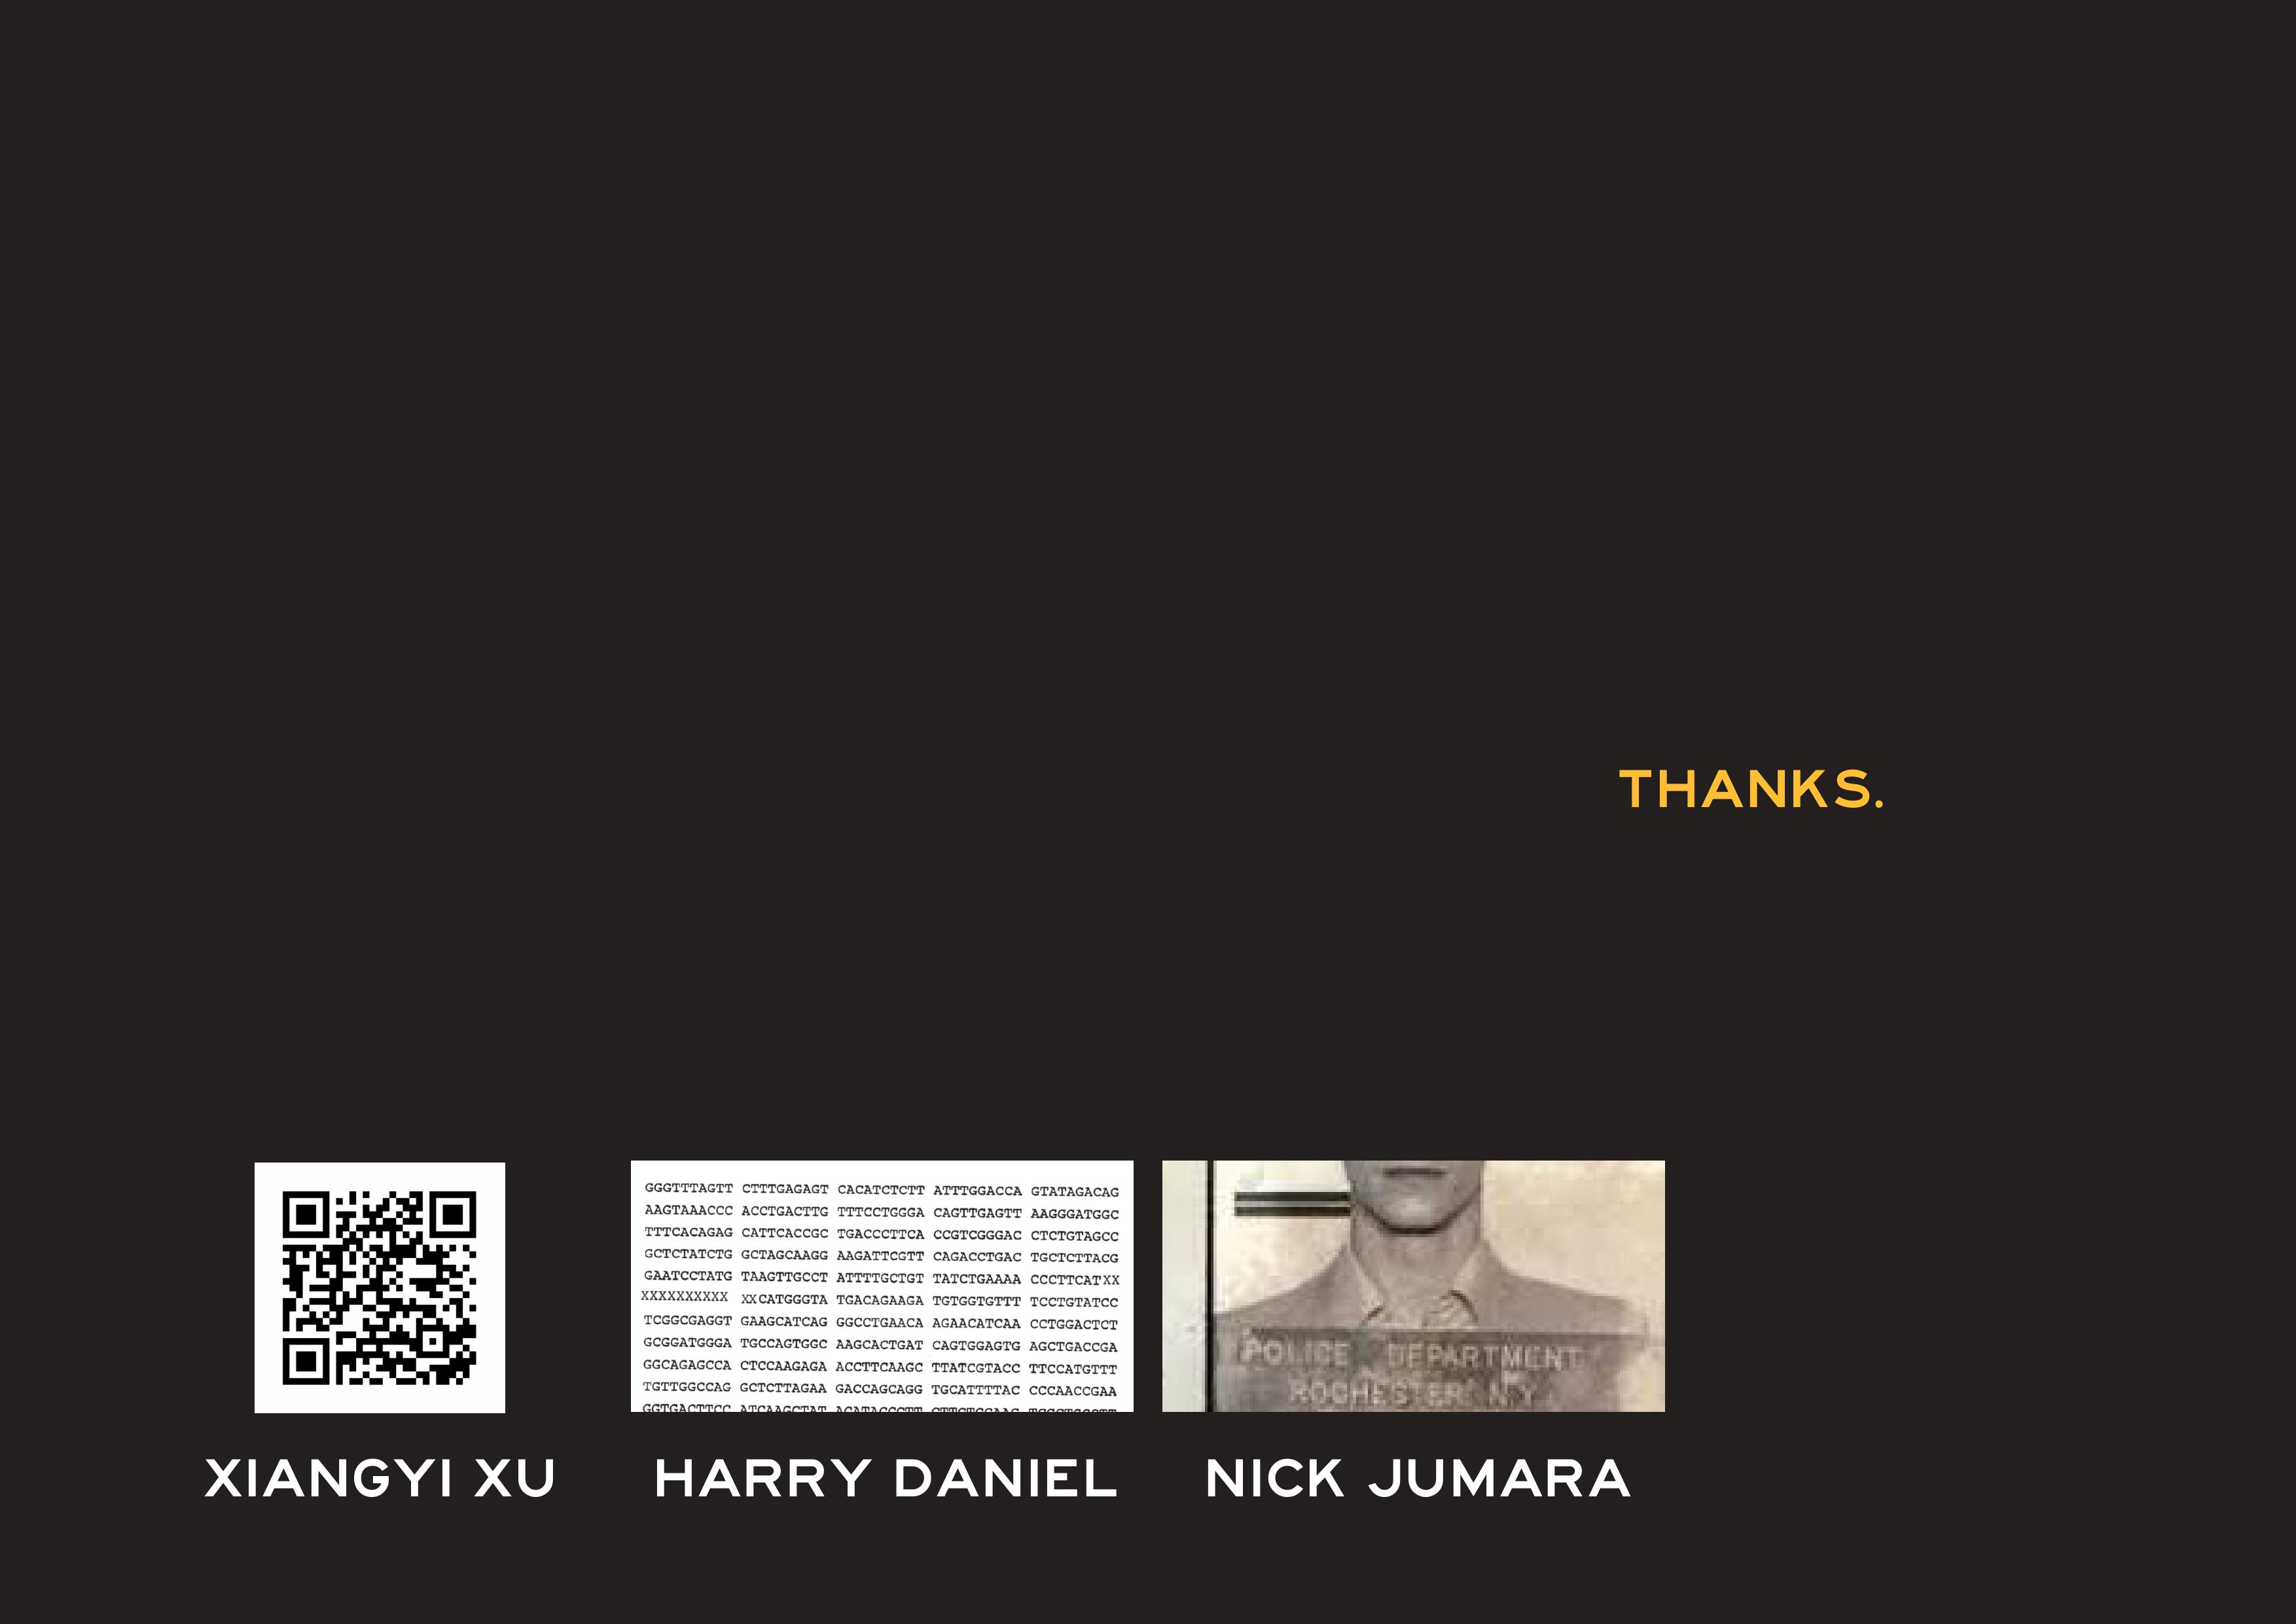 THANKS.
GGGTTTAGTT CTTTGAGAGT CACATCTCTT ATTTGGACCA GTATAGACAG
AAGTAAACCC ACCTGACTTG TTTCCTGGGA CAGTTGAGTT AAGGGATGGC
TTTCACAGAG CATTCACCGC TGACCCTTCA CCGTCGGGAC CCTCTGTAGCC
GCTCTATCTG GCTAGCAAGG AAGATTCGTT CAGACCTGAC TGCTCTTACG
GAATCCTATG TAAGTTGCCT ATTTTGCTGT TATCTGAAAA CCCTTCATXX
XXXXXXXXXX XXCATGGGTA TGACAGAAGA TGTGGTGTTT TCCTGTATCC
TCGGCGAGGT GAAGCATCAG GGCCTGAACA AGAACATCAA CCTGGACTCT
GCGGATGGGA TGCCAGTGGC AAGCACTGAT CAGTGGAGTG AGCTGACCGA
GGCAGAGCCA CTCCAAGAGA ACCTTCAAGC TTATCGTACC TTCCATGTTT
TGTTGGCCAG GCTCTTAGAA GACCAGCAGG TGCATTTTAC CCCAACCGAA
POLICE DEPARTMENT
ROCHESTER N.Y.
XIANGYI XU
HARRY DANIEL
NICK JUMARA